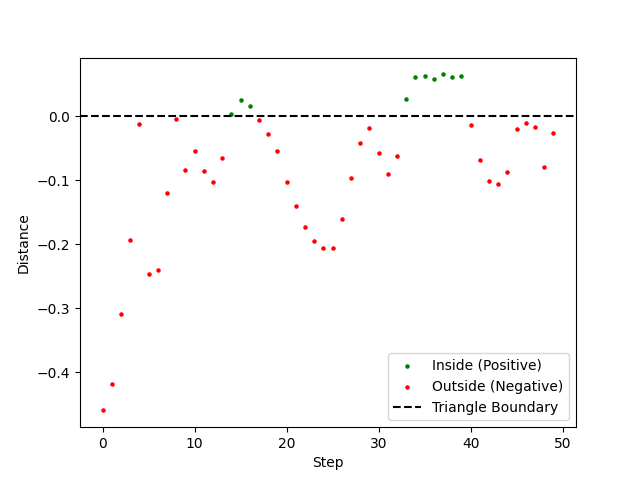 0.0
−0.1
−0.2
−0.3
−0.4
Distance
0 10 20 30 40 50
Step
Inside (Positive)
Outside (Negative)
Triangle Boundary